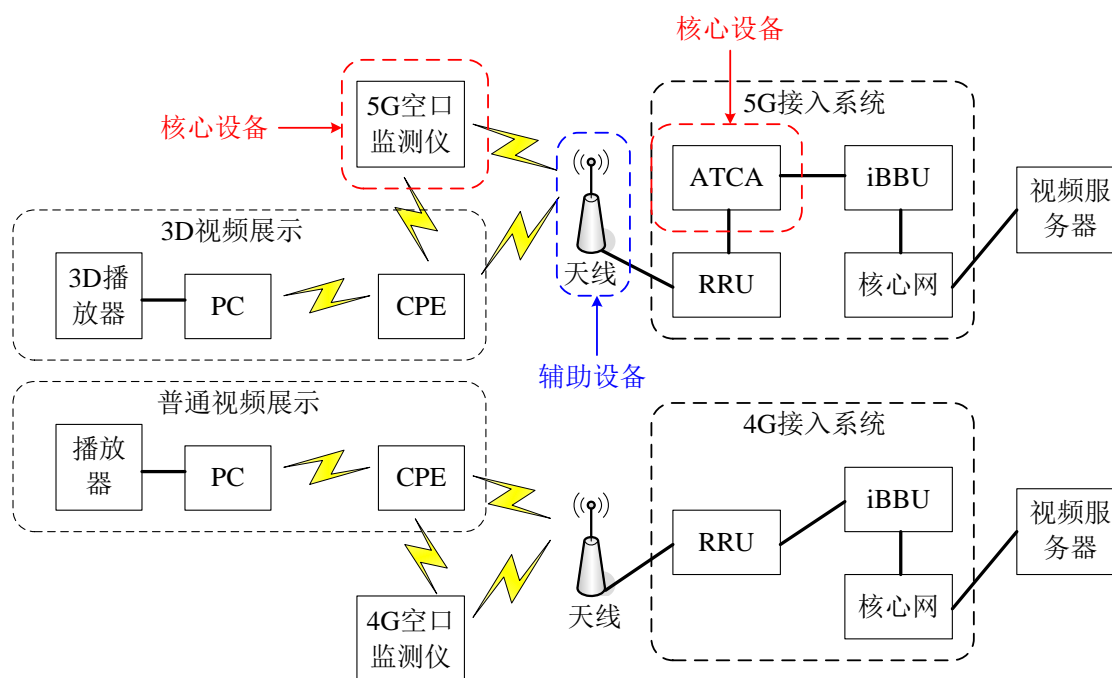 核心设备
5G空口
监测仪
核心设备
5G接入系统
ATCA
iBBU
视频服
务器
3D视频展示
3D播
放器
PC
CPE
天线
RRU
核心网
辅助设备
普通视频展示
播放
器
PC
CPE
4G接入系统
iBBU
RRU
视频服
务器
天线
核心网
4G空口
监测仪